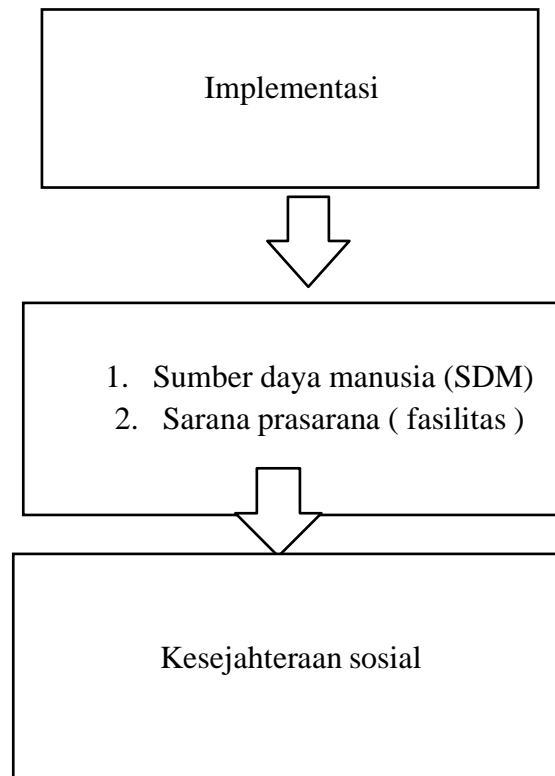 Implementasi
1. Sumber daya manusia (SDM)
2. Sarana prasarana ( fasilitas )
Kesejahteraan sosial